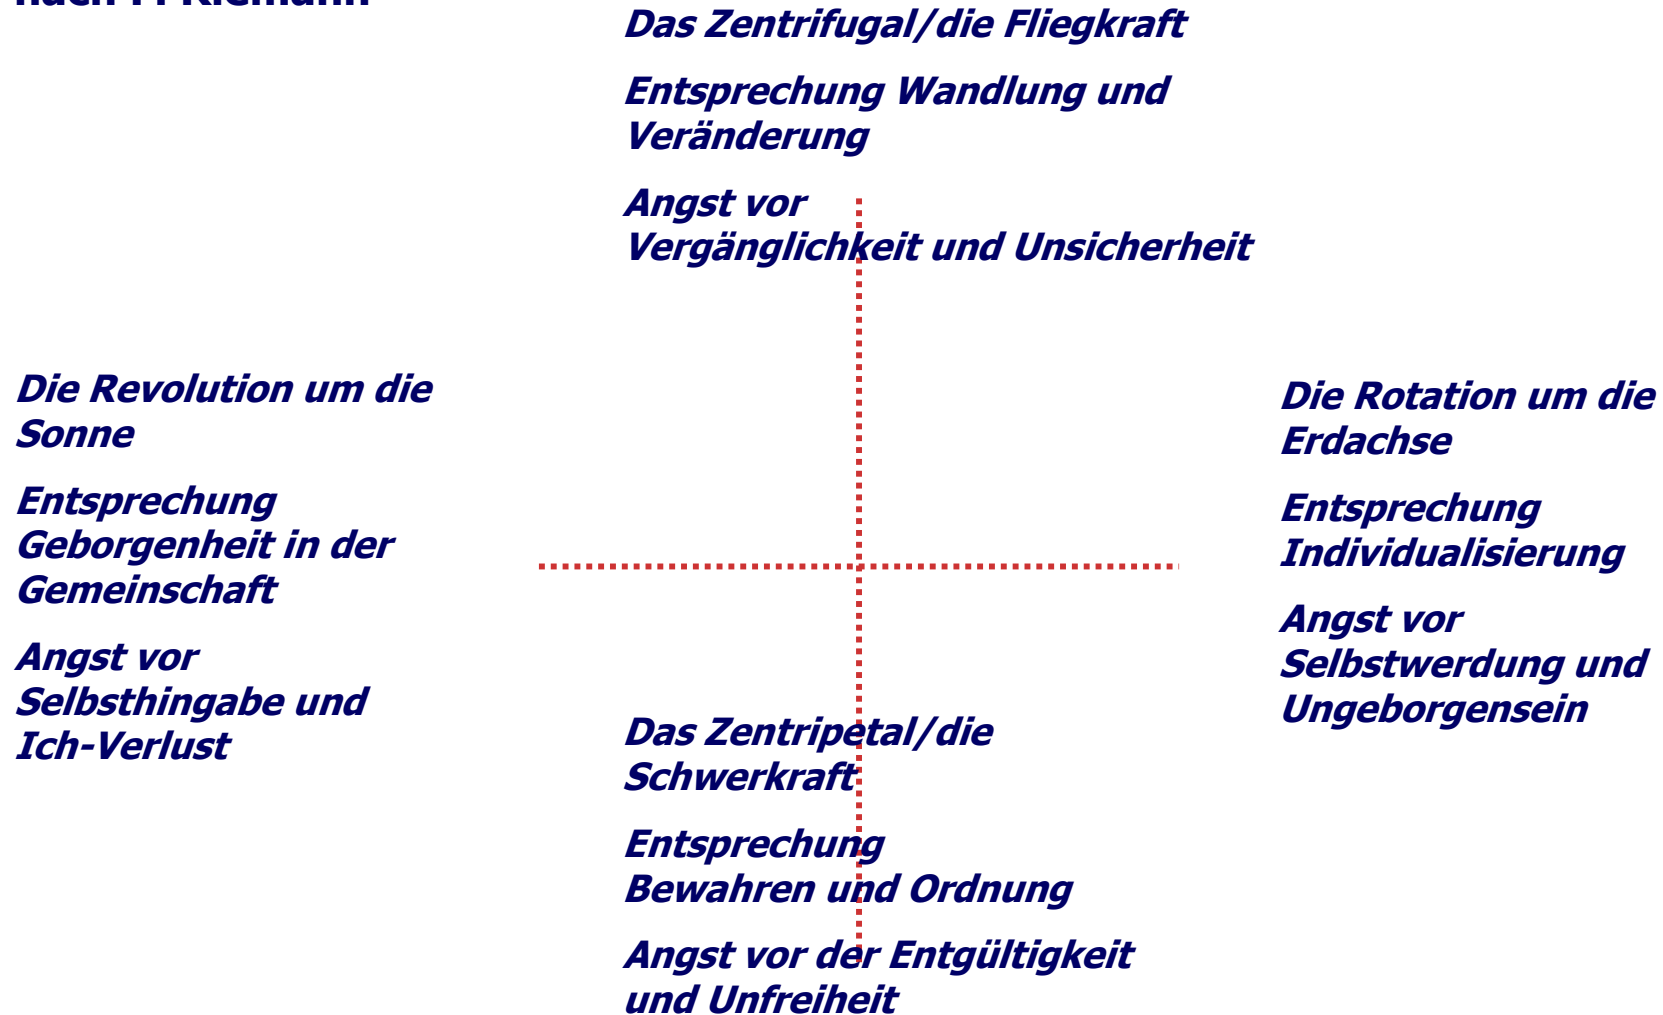 Das Zentrifugal/die Fliegkraft
Entsprechung Wandlung und
Veränderung
Angst vor
Vergänglichkeit und Unsicherheit
Die Revolution um die
Sonne
Entsprechung
Geborgenheit in der
Gemeinschaft
Angst vor
Selbsthingabe und
Ich-Verlust
Die Rotation um die
Erdachse
Entsprechung
Individualisierung
Angst vor
Selbstwerdung und
Ungeborgensein
Das Zentripetal/die
Schwerkraft
Entsprechung
Bewahren und Ordnung
Angst vor der Entgültigkeit
und Unfreiheit